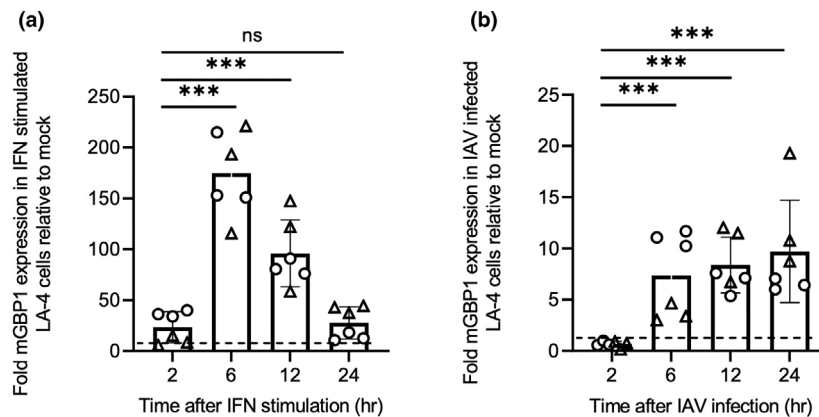 (a)
ns
***
***
Fold mGBP1 expression in IFN stimulated
LA-4 cells relative to mock
250
200
150
100
50
0
2 6 12 24
Time after IFN stimulation (hr)
(b)
***
***
***
Fold mGBP1 expression in IAV infected
LA-4 cells relative to mock
25
20
15
10
5
0
2 6 12 24
Time after IAV infection (hr)